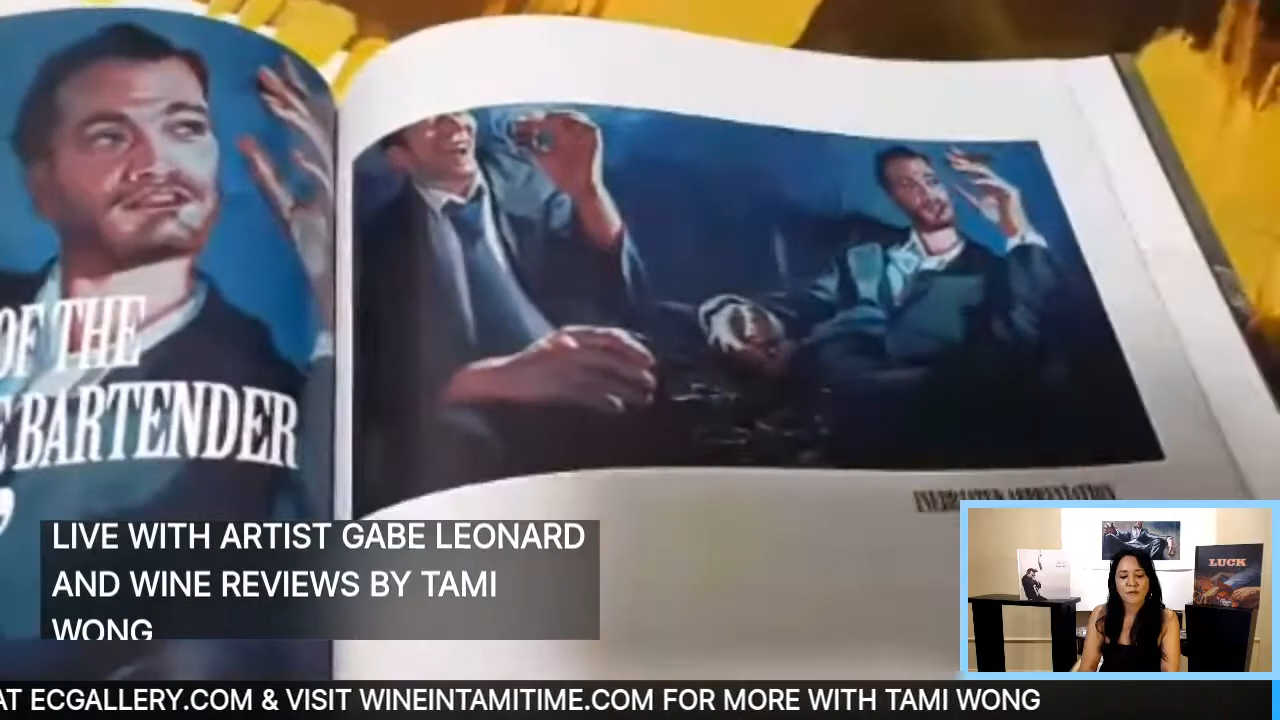 OF THE
E BARTENDER
”
LUCK
LIVE WITH ARTIST GABE LEONARD
AND WINE REVIEWS BY TAMI
WONG
AT ECGALLERY.COM & VISIT WINEINTAMITIME.COM FOR MORE WITH TAMI WONG